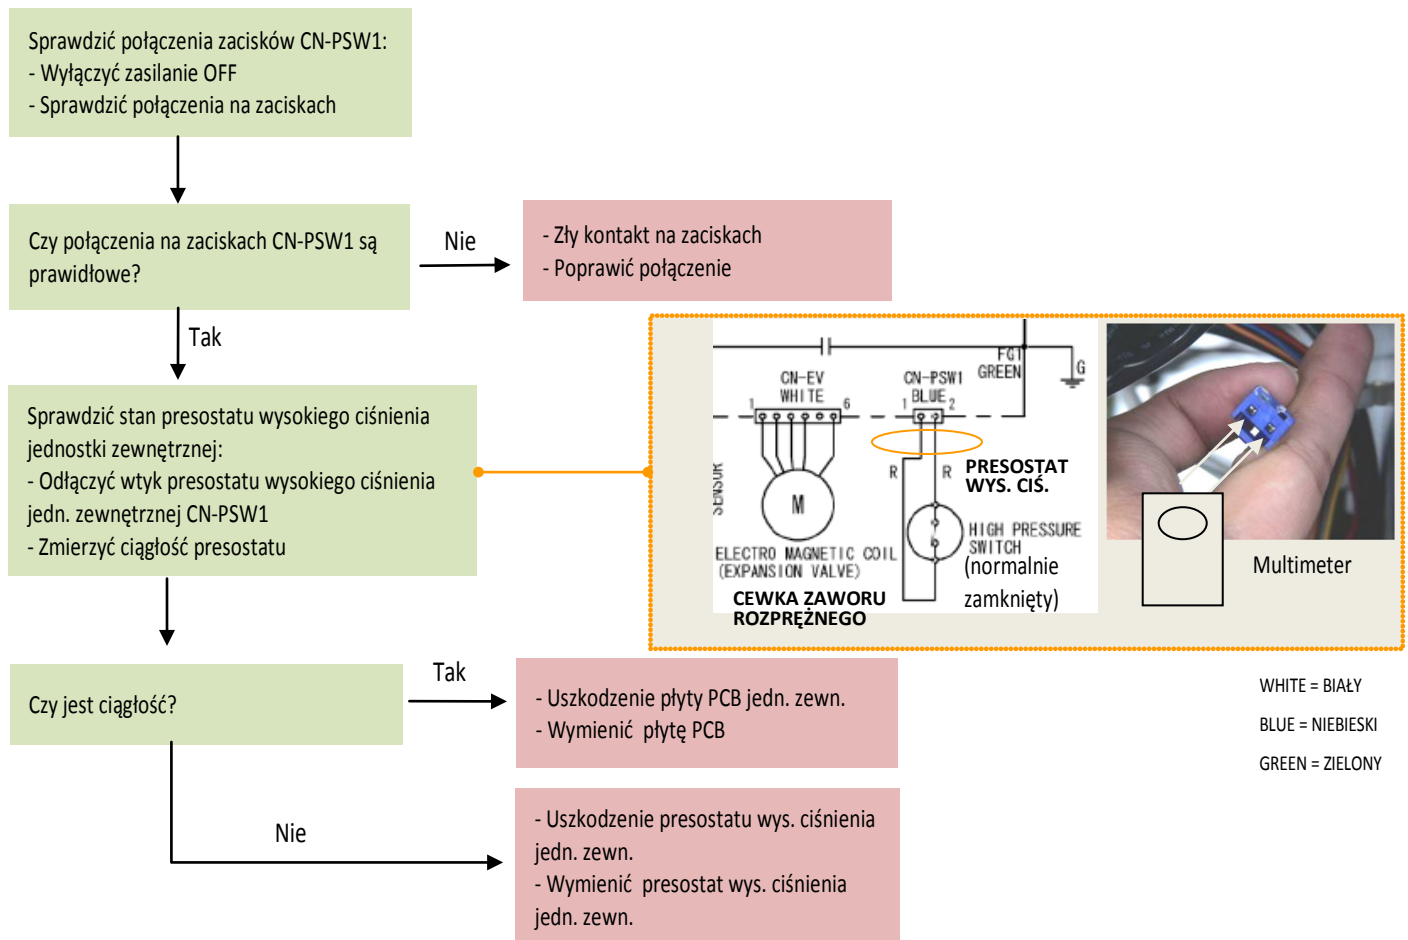 Sprawdzić połączenia zacisków CN-PSW1:
- Wyłączyć zasilanie OFF
- Sprawdzić połączenia na zaciskach
Czy połączenia na zaciskach CN-PSW1 są
prawidłowe?
Nie
- Zły kontakt na zaciskach
- Poprawić połączenie
Tak
Sprawdzić stan presostatu wysokiego ciśnienia
jednostki zewnętrznej:
- Odłączyć wtyk presostatu wysokiego ciśnienia
jedn. zewnętrznej CN-PSW1
- Zmierzyć ciągłość presostatu
FG1
GREEN
G
CN-EV
WHITE
1 6
CN-PSW1
BLUE
1 2
SENSOR
M
R R
PRESOSTAT
WYS. CIŚ.
HIGH PRESSURE
SWITCH
(normalnie
zamknięty)
ELECTRO MAGNETIC COIL
(EXPANSION VALVE)
CEWKA ZAWORU
ROZPRĘŻNEGO
Multimeter
Czy jest ciągłość?
Tak
- Uszkodzenie płyty PCB jedn. zewn.
- Wymienić płytę PCB
Nie
- Uszkodzenie presostatu wys. ciśnienia
jedn. zewn.
- Wymienić presostat wys. ciśnienia
jedn. zewn.
WHITE = BIAŁY
BLUE = NIEBIESKI
GREEN = ZIELONY